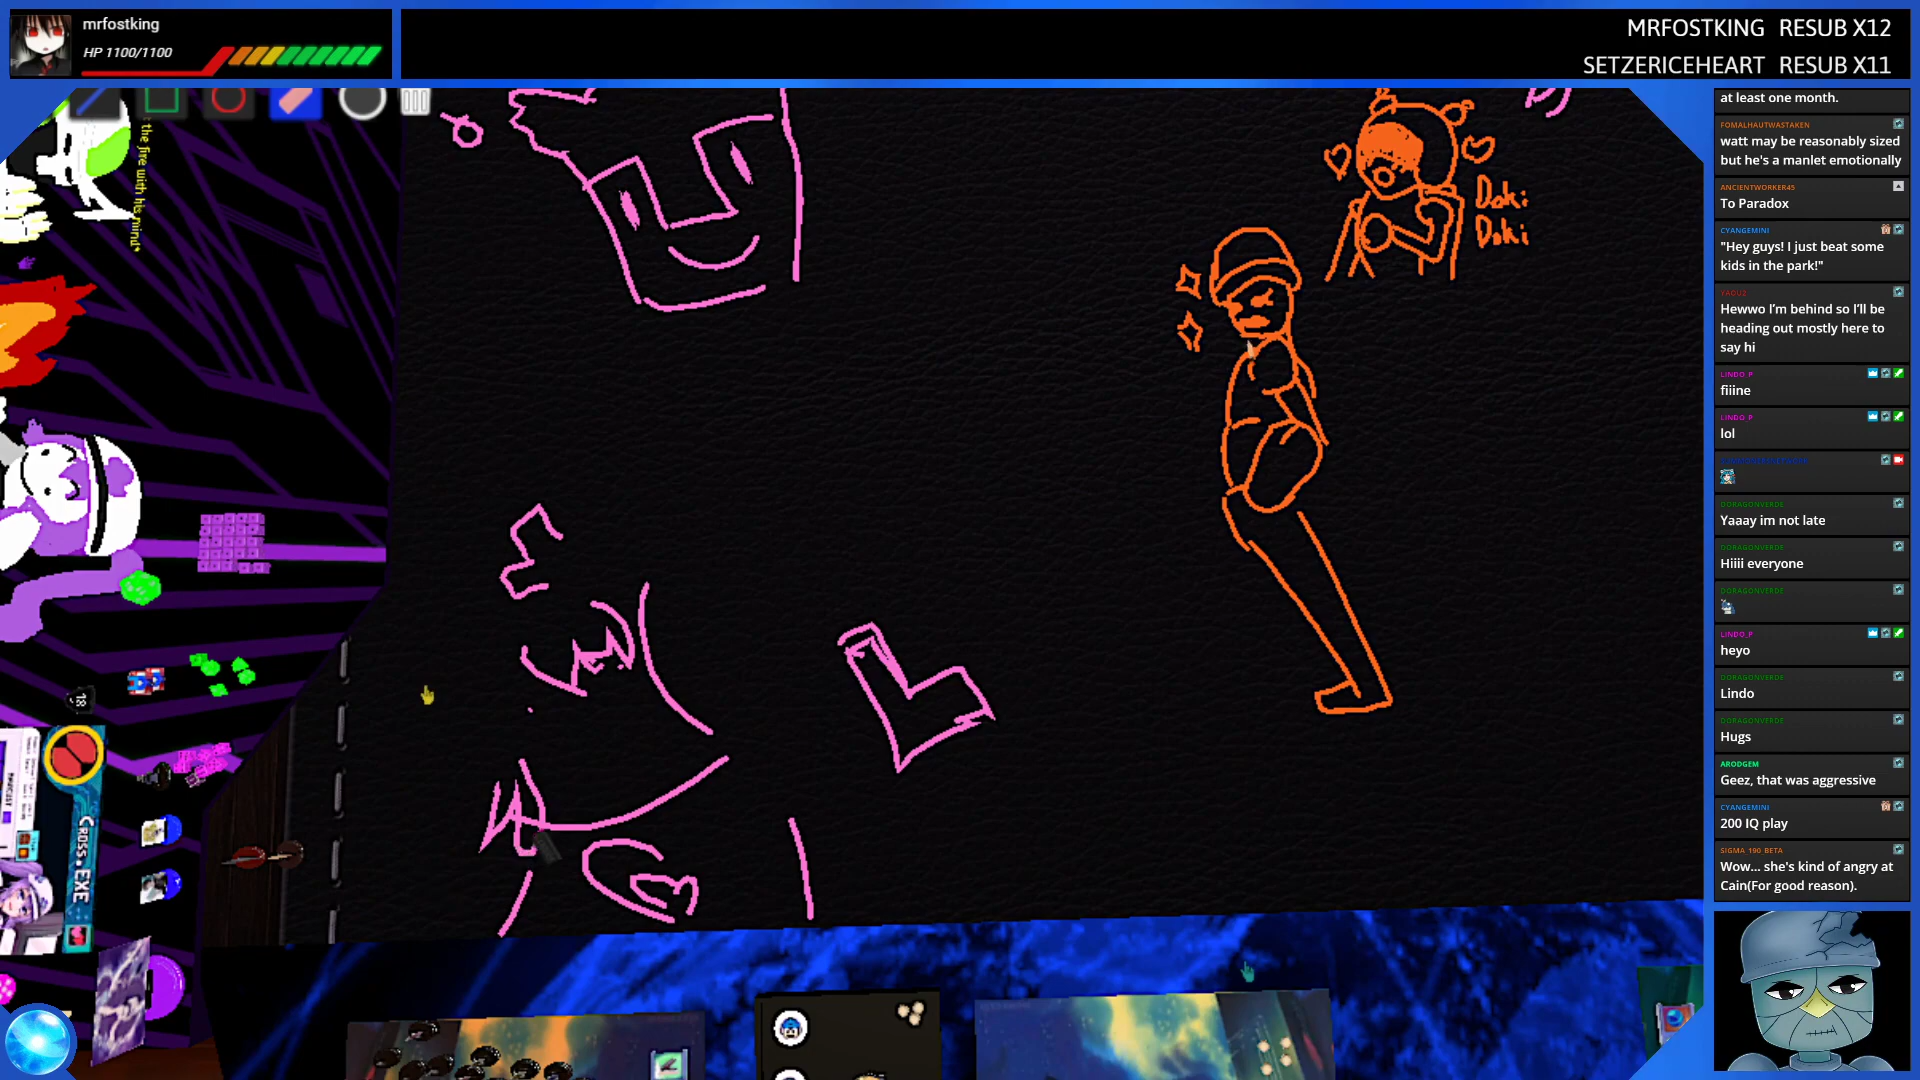 mrfostking
HP 1100/1100
MRFOSTKING RESUB X12
SETZERICEHEART RESUB X11
the fire with his mind*
Doki
Doki
18
CROSS.EXE
at least one month.
FOMALHAUTWASTAKEN
watt may be reasonably sized
but he's a manlet emotionally
ANCIENTWORKER45
To Paradox
CYANGEMINI
"Hey guys! I just beat some
kids in the park!"
Hewwo I'm behind so I'll be
heading out mostly here to
say hi
LINDO_P
fiiine
LINDO_P
lol
DORAGONVERDE
Yaaay im not late
DORAGONVERDE
Hiiii everyone
DORAGONVERDE
LINDO_P
heyo
DORAGONVERDE
Lindo
DORAGONVERDE
Hugs
ARODGEM
Geez, that was aggressive
CYANGEMINI
200 IQ play
SIGMA 190 BETA
Wow... she's kind of angry at
Cain(For good reason).